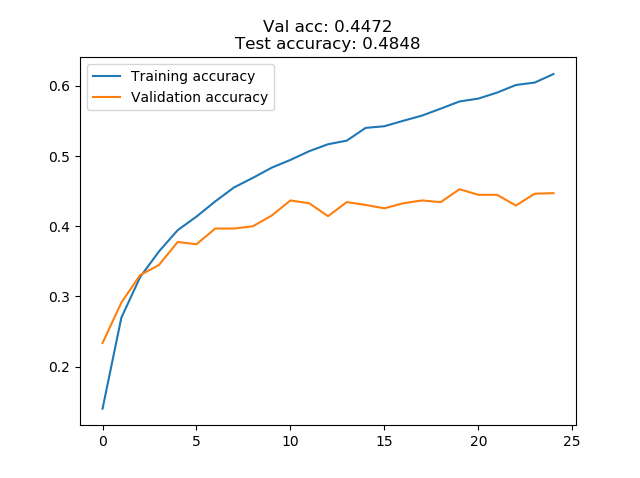 Val acc: 0.4472
Test accuracy: 0.4848
Training accuracy
Validation accuracy
0.6
0.5
0.4
0.3
0.2
0 5 10 15 20 25